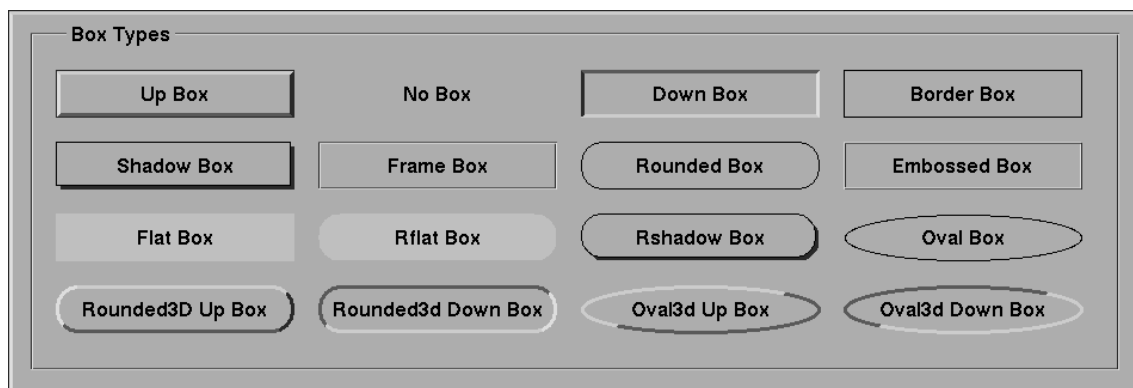 Box Types
Up Box
No Box
Down Box
Border Box
Shadow Box
Frame Box
Rounded Box
Embossed Box
Flat Box
Rflat Box
Rshadow Box
Oval Box
Rounded3D Up Box
Rounded3d Down Box
Oval3d Up Box
Oval3d Down Box